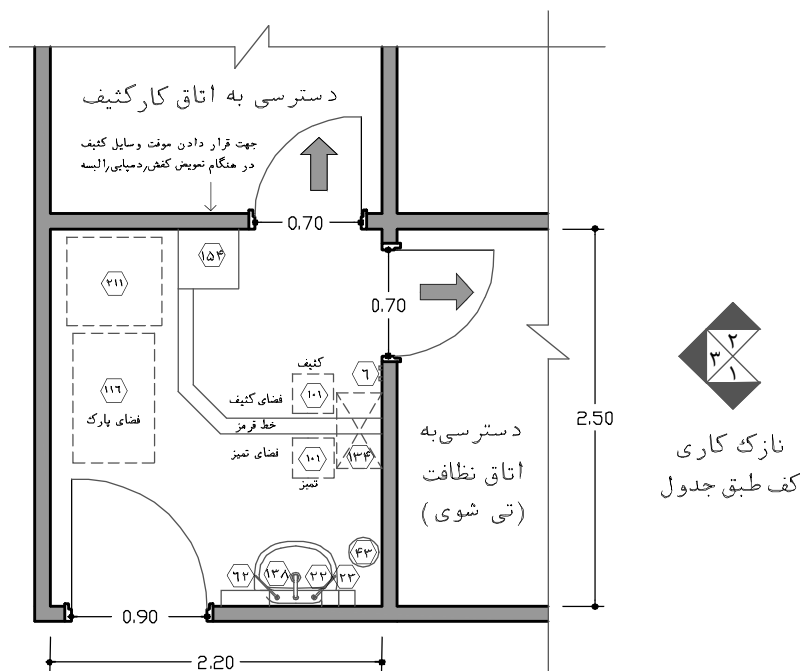 دسترسی به اتاق کارکثیف
جهت قرار دادن موقت وسایل کثیف
در هنگام تعویض کفش٫دمپایی٫البسه
0.70
۱۵۴
۲۱۱
0.70
۶
کثیف
۱۰۱
فضای کثیف
۱۱۶
فضای پارک
خط قرمز
فضای تمیز
۱۰۱
۱۳۴
تمیز
دسترسی‌به
اتاق نظافت
(تی شوی)
2.50
۲
۳
۱
نازک کاری
کف طبق جدول
۴۳
۶۲
۱۳۸
۲۲
۲۳
0.90
2.20